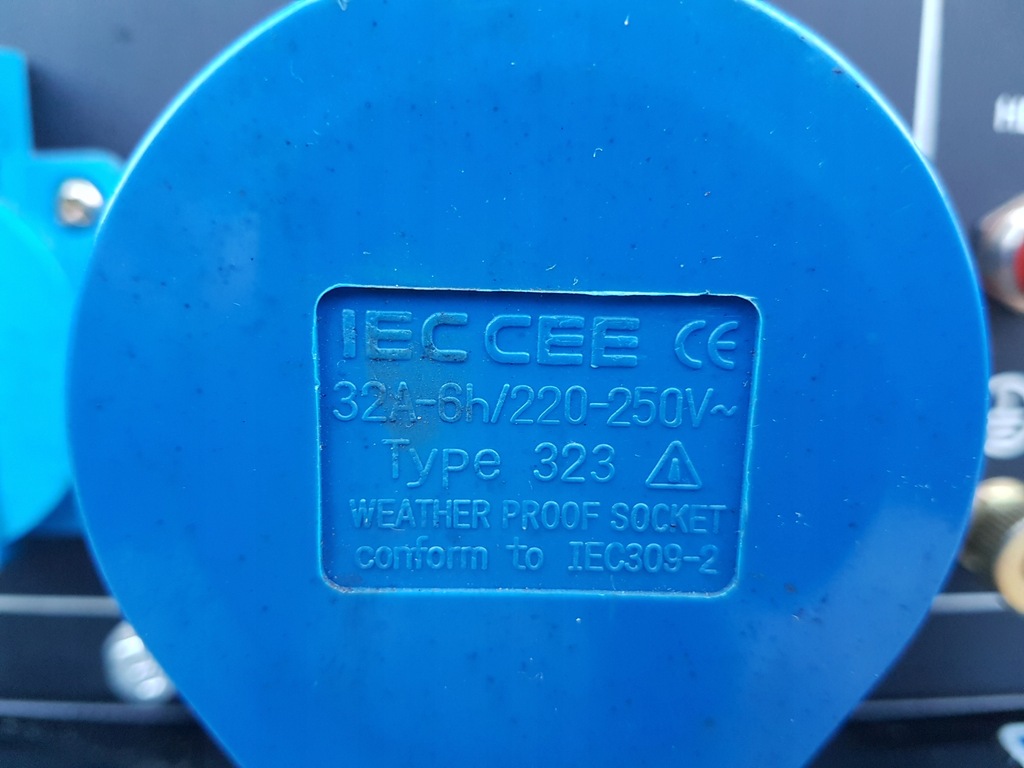 IEC CEE CE
32A-6h/220-250V~
Type 323
WEATHER PROOF SOCKET
conform to IEC309-2